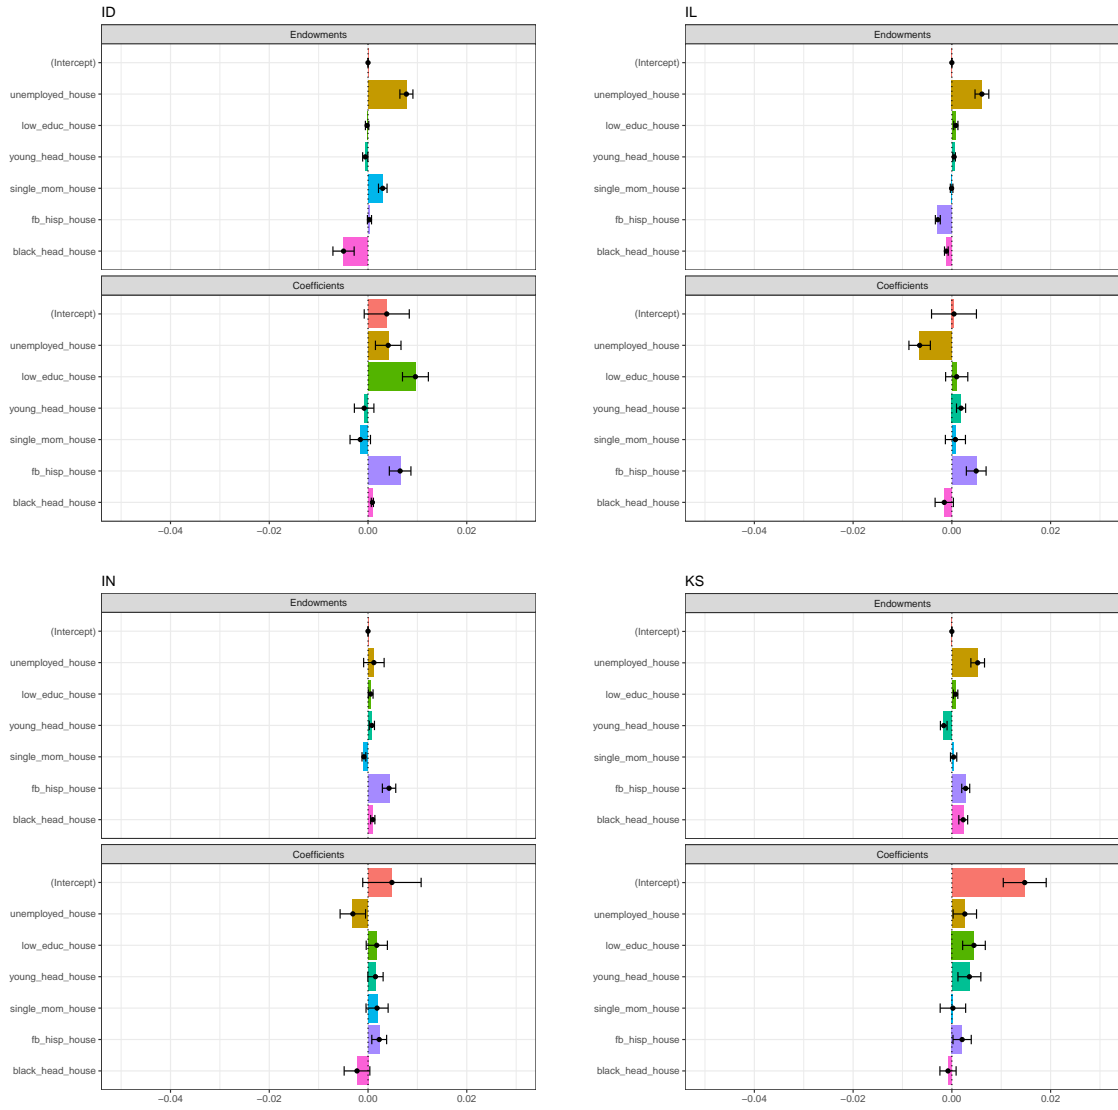 ID
Endowments
(Intercept)
unemployed_house
low_educ_house
young_head_house
single_mom_house
fb_hisp_house
black_head_house
Coefficients
(Intercept)
unemployed_house
low_educ_house
young_head_house
single_mom_house
fb_hisp_house
black_head_house
−0.04 −0.02 0.00 0.02
IL
Endowments
(Intercept)
unemployed_house
low_educ_house
young_head_house
single_mom_house
fb_hisp_house
black_head_house
Coefficients
(Intercept)
unemployed_house
low_educ_house
young_head_house
single_mom_house
fb_hisp_house
black_head_house
−0.04 −0.02 0.00 0.02
IN
Endowments
(Intercept)
unemployed_house
low_educ_house
young_head_house
single_mom_house
fb_hisp_house
black_head_house
Coefficients
(Intercept)
unemployed_house
low_educ_house
young_head_house
single_mom_house
fb_hisp_house
black_head_house
−0.04 −0.02 0.00 0.02
KS
Endowments
(Intercept)
unemployed_house
low_educ_house
young_head_house
single_mom_house
fb_hisp_house
black_head_house
Coefficients
(Intercept)
unemployed_house
low_educ_house
young_head_house
single_mom_house
fb_hisp_house
black_head_house
−0.04 −0.02 0.00 0.02